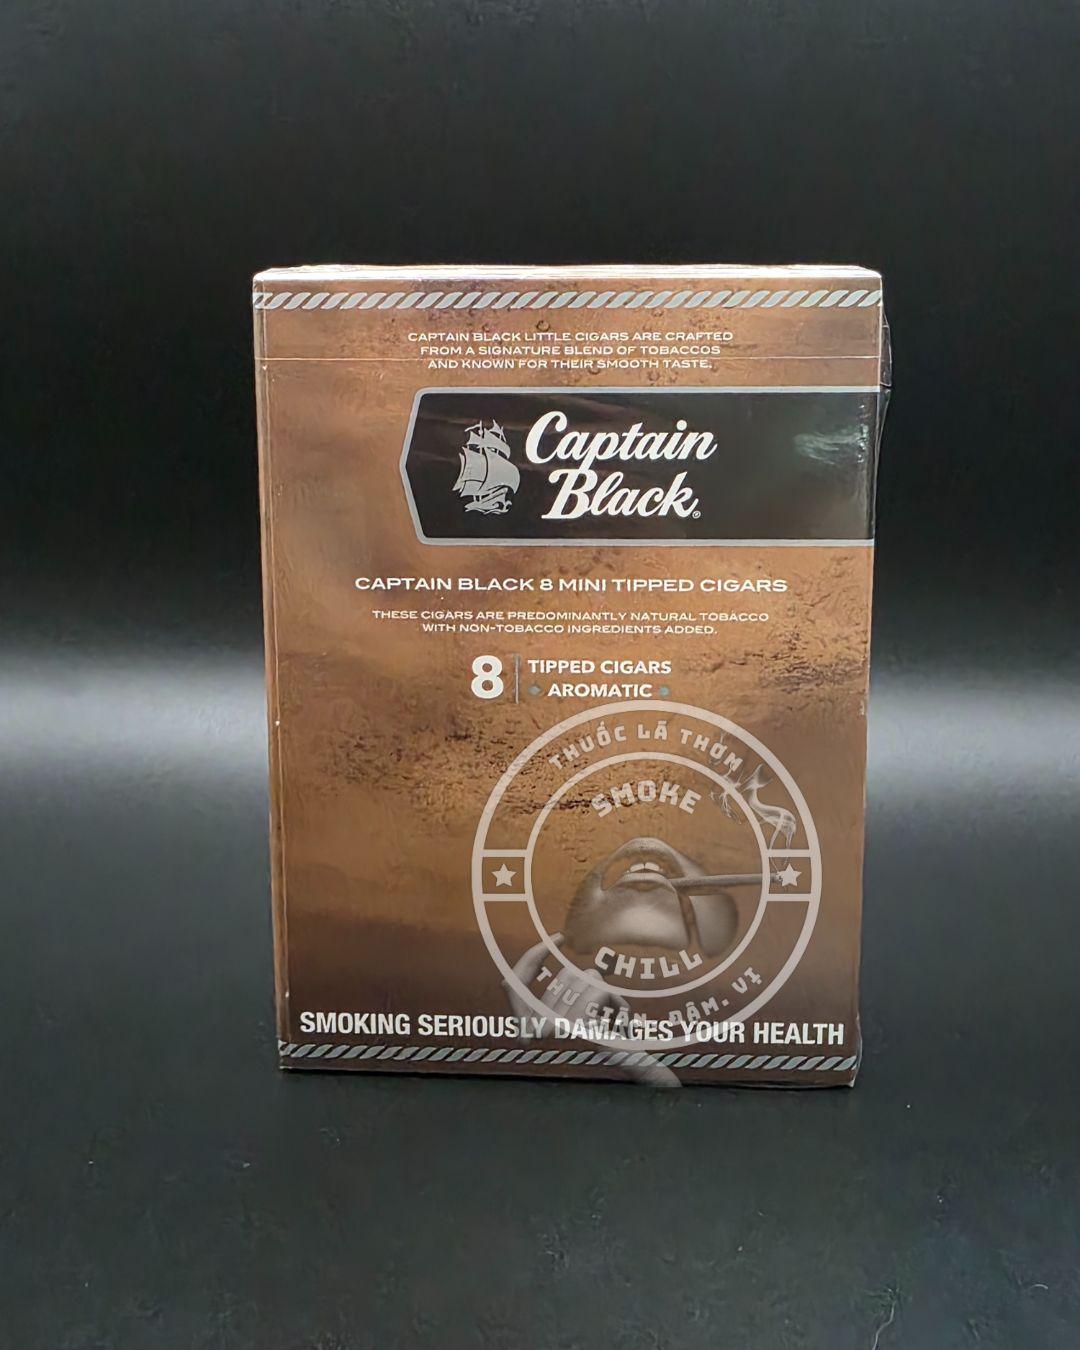 CAPTAIN BLACK LITTLE CIGARS ARE CRAFTED
FROM A SIGNATURE BLEND OF TOBACCOS
AND KNOWN FOR THEIR SMOOTH TASTE.
Captain
Black®
CAPTAIN BLACK 8 MINI TIPPED CIGARS
THESE CIGARS ARE PREDOMINANTLY NATURAL TOBACCO
WITH NON-TOBACCO INGREDIENTS ADDED.
8 TIPPED CIGARS
AROMATIC
THUỐC LÁ THƠM
SMOKE
CHILL
THƯ GIÃN. ĐẬM. VỊ
SMOKING SERIOUSLY DAMAGES YOUR HEALTH